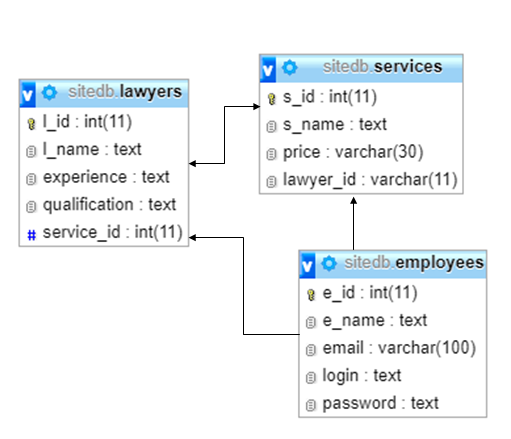 sitedb.lawyers
l_id : int(11)
l_name : text
experience : text
qualification : text
# service_id : int(11)
sitedb.services
s_id : int(11)
s_name : text
price : varchar(30)
lawyer_id : varchar(11)
sitedb.employees
e_id : int(11)
e_name : text
email : varchar(100)
login : text
password : text